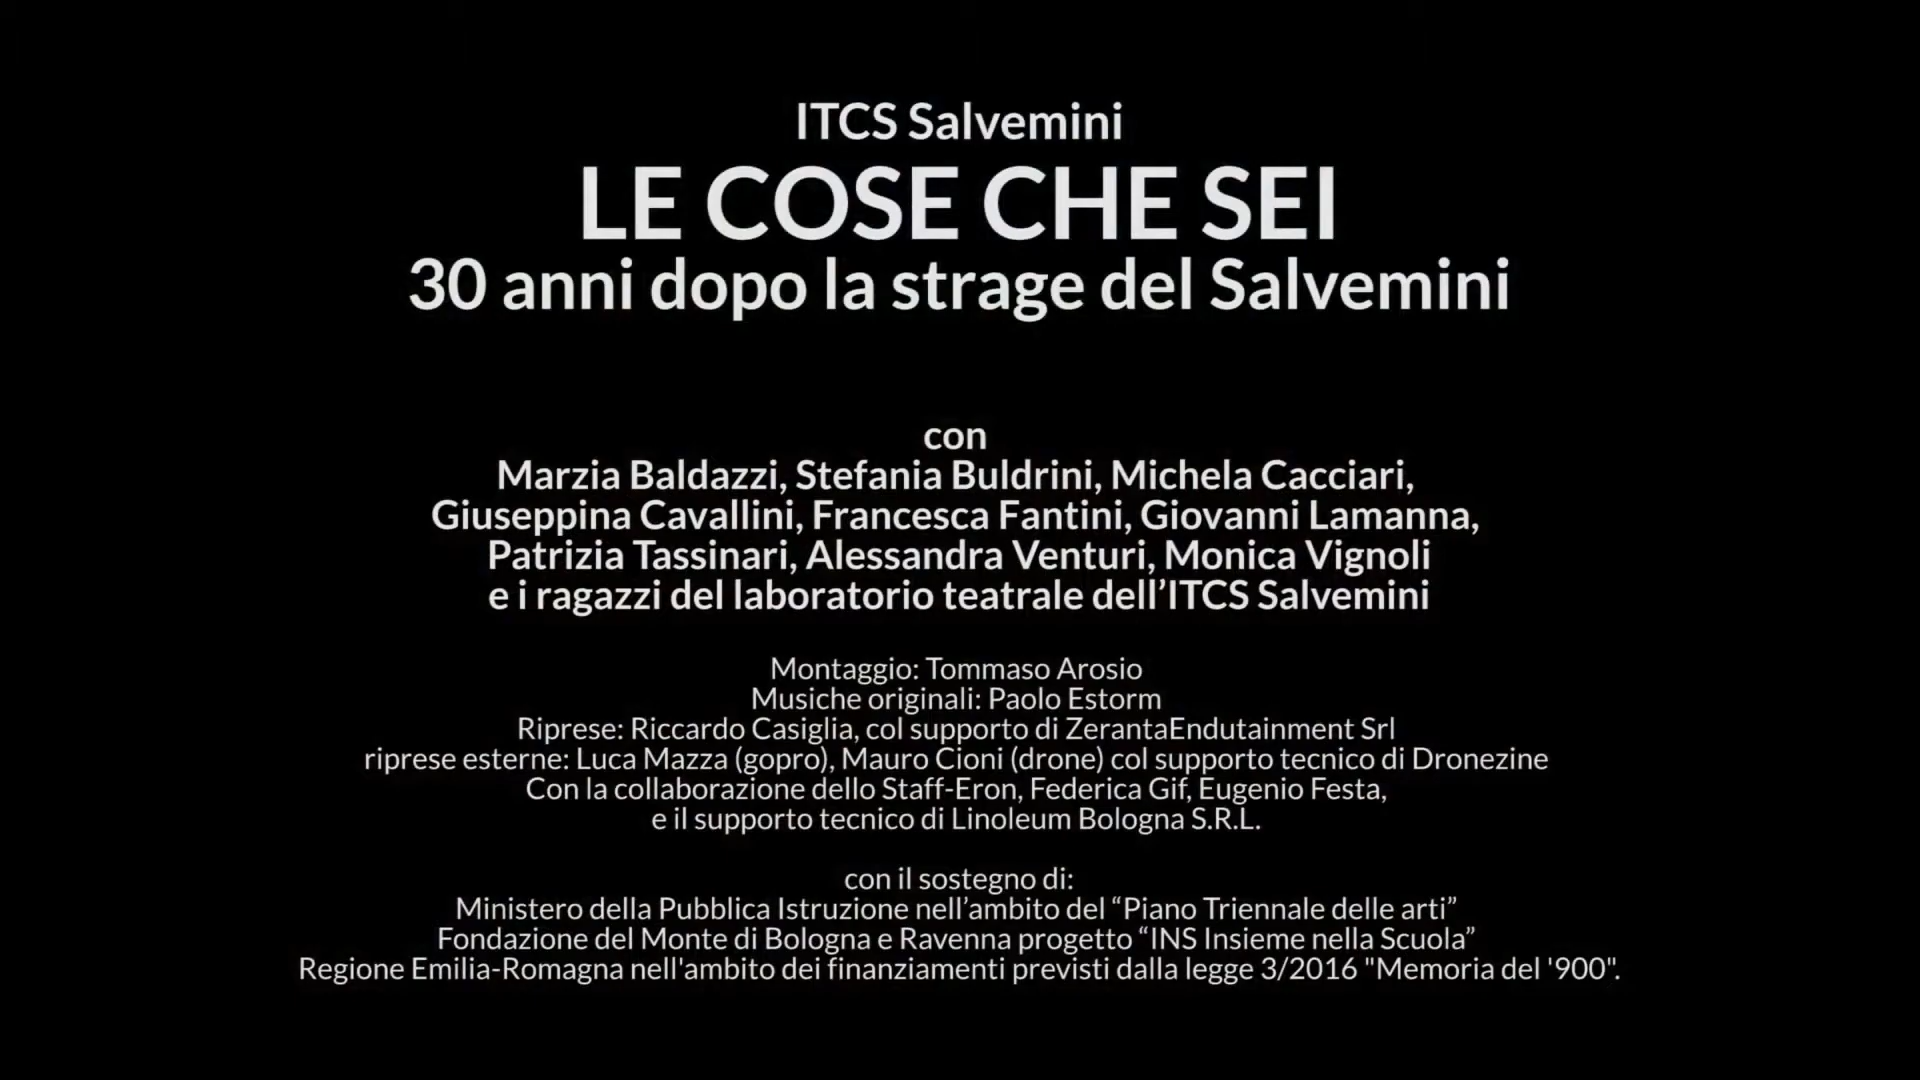 ITCS Salvemini
LE COSE CHE SEI
30 anni dopo la strage del Salvemini
con
Marzia Baldazzi, Stefania Buldrini, Michela Cacciari,
Giuseppina Cavallini, Francesca Fantini, Giovanni Lamanna,
Patrizia Tassinari, Alessandra Venturi, Monica Vignoli
e i ragazzi del laboratorio teatrale dell’ITCS Salvemini
Montaggio: Tommaso Arosio
Musiche originali: Paolo Estorm
Riprese: Riccardo Casiglia, col supporto di ZerantaEndutainment Srl
riprese esterne: Luca Mazza (gopro), Mauro Cioni (drone) col supporto tecnico di Dronezine
Con la collaborazione dello Staff-Eron, Federica Gif, Eugenio Festa,
e il supporto tecnico di Linoleum Bologna S.R.L.
con il sostegno di:
Ministero della Pubblica Istruzione nell’ambito del “Piano Triennale delle arti”
Fondazione del Monte di Bologna e Ravenna progetto “INS Insieme nella Scuola”
Regione Emilia-Romagna nell'ambito dei finanziamenti previsti dalla legge 3/2016 "Memoria del '900".